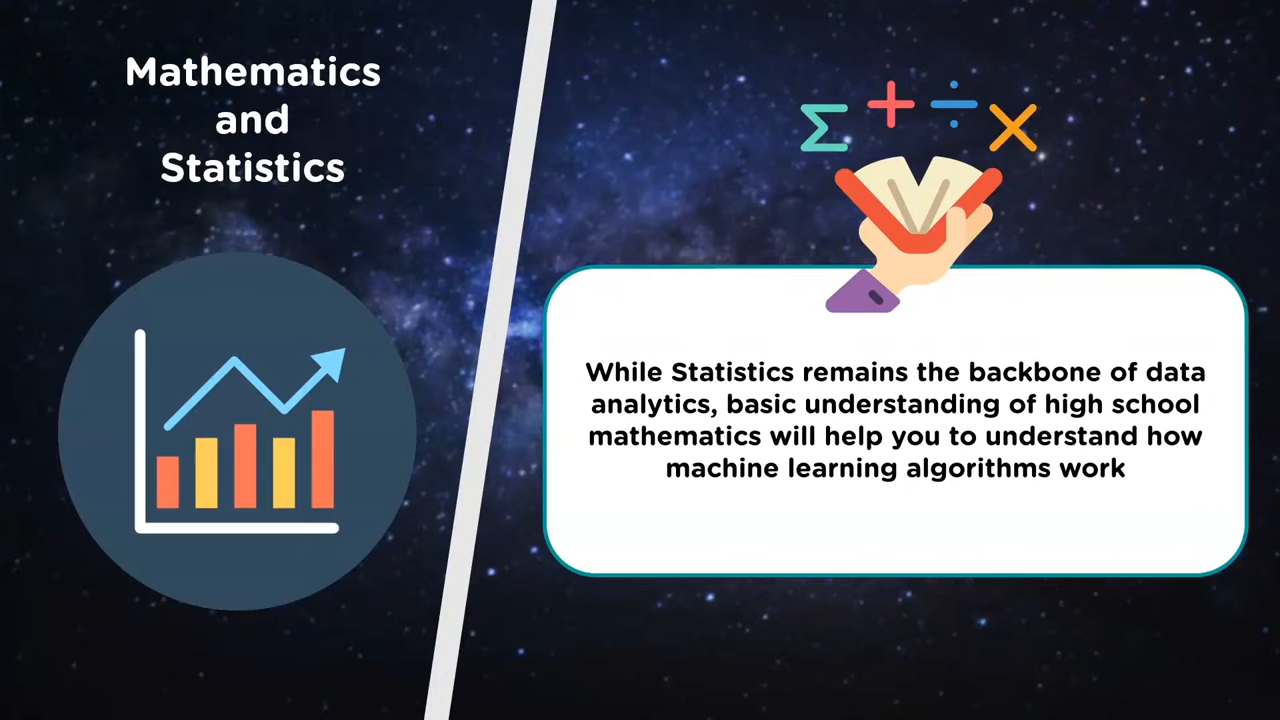 Mathematics
and
Statistics
While Statistics remains the backbone of data
analytics, basic understanding of high school
mathematics will help you to understand how
machine learning algorithms work